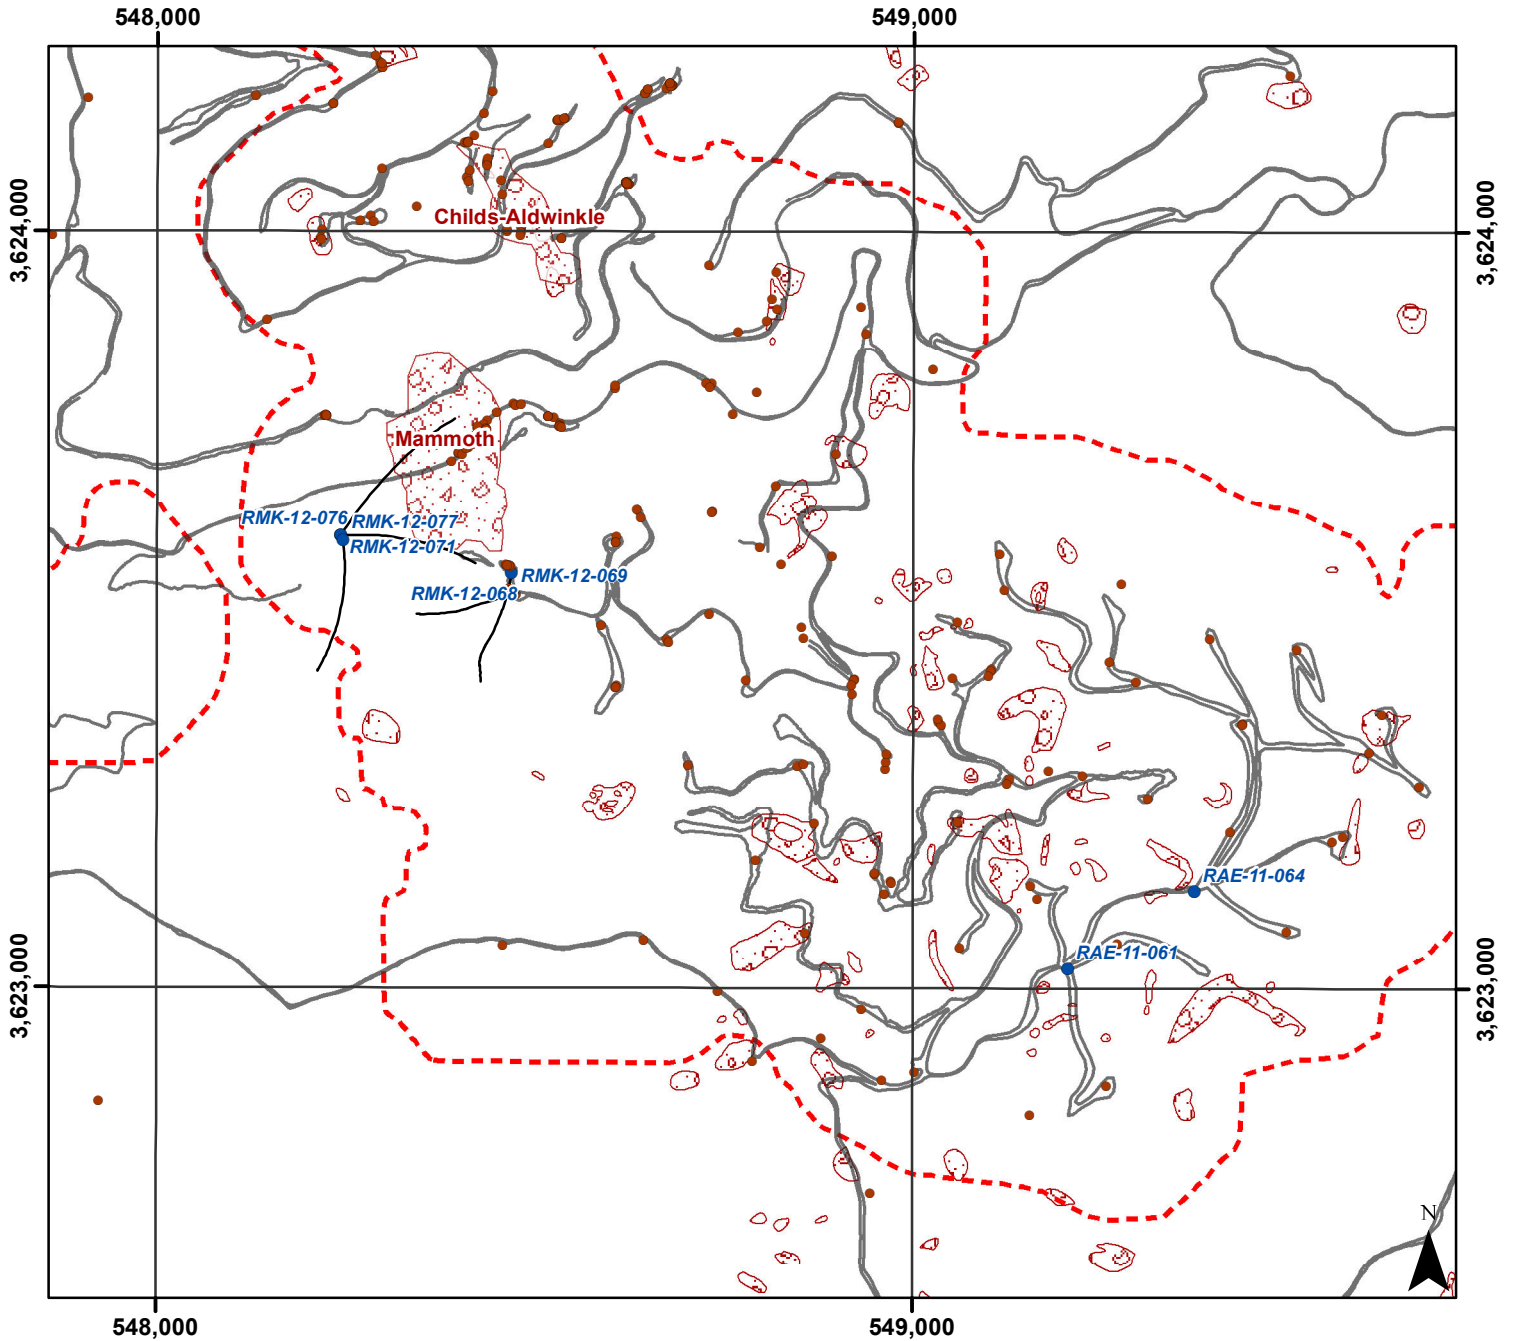 548,000
549,000
3,624,000
3,624,000
Childs-Aldwinkle
Mammoth
RMK-12-076
RMK-12-077
RMK-12-071
RMK-12-069
RMK-12-068
RAE-11-064
RAE-11-061
3,623,000
3,623,000
N
548,000
549,000